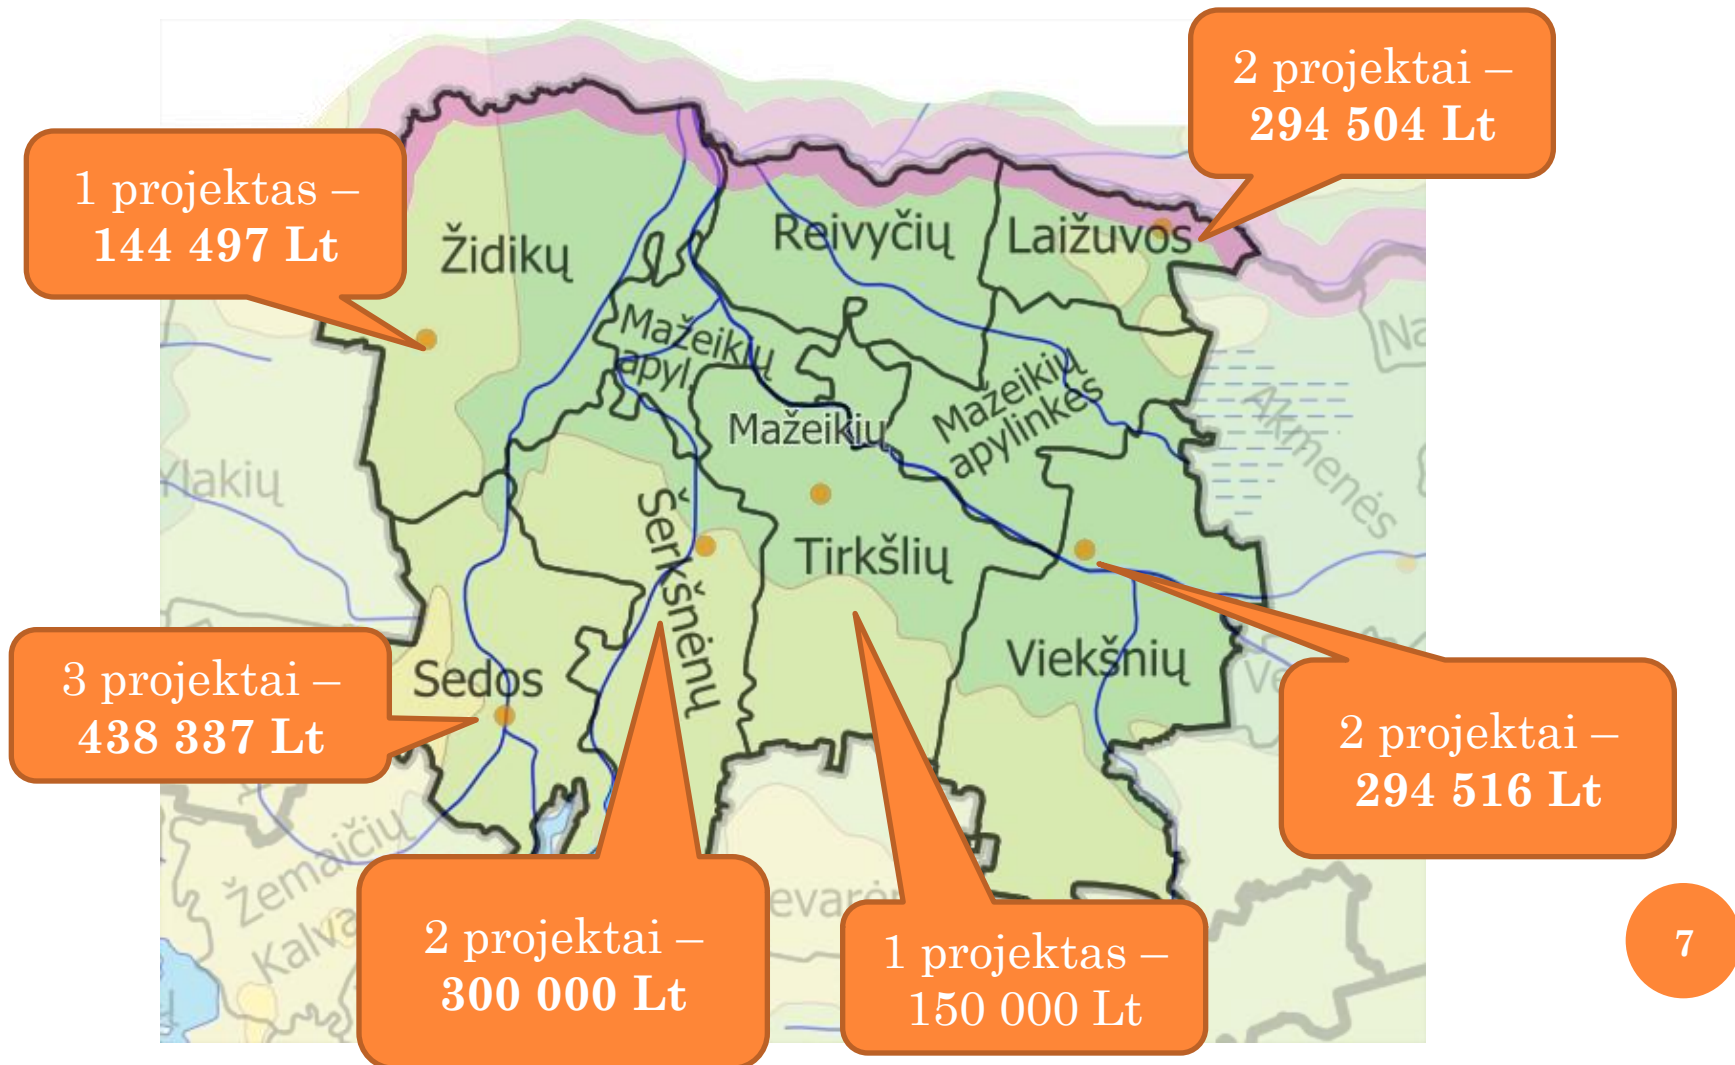 2 projektai –
294 504 Lt
1 projektas –
144 497 Lt
Židikų
Reivyčių
Laižuvos
Mažeikių
apyl.
Mažeikių
apylinkės
Mažeikių
Akmenės
Ylakių
Šerkšnėnų
Tirkšlių
Viekšnių
Sedos
3 projektai –
438 337 Lt
2 projektai –
294 516 Lt
Žemaičių
2 projektai –
300 000 Lt
1 projektas –
150 000 Lt
7